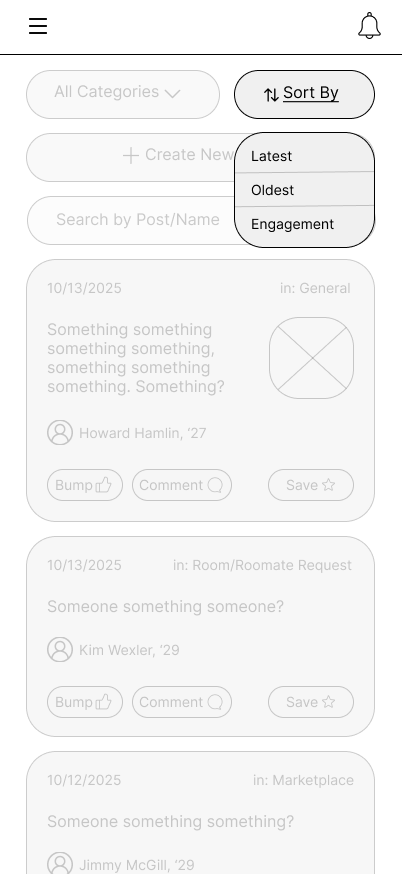 All Categories
Sort By
Create New
Latest
Oldest
Engagement
Search by Post/Name
10/13/2025 in: General
Something something
something something,
something something
something. Something?
Howard Hamlin, ‘27
Bump Comment Save
10/13/2025 in: Room/Roomate Request
Someone something someone?
Kim Wexler, ‘29
Bump Comment Save
10/12/2025 in: Marketplace
Someone something something?
Jimmy McGill, ‘29